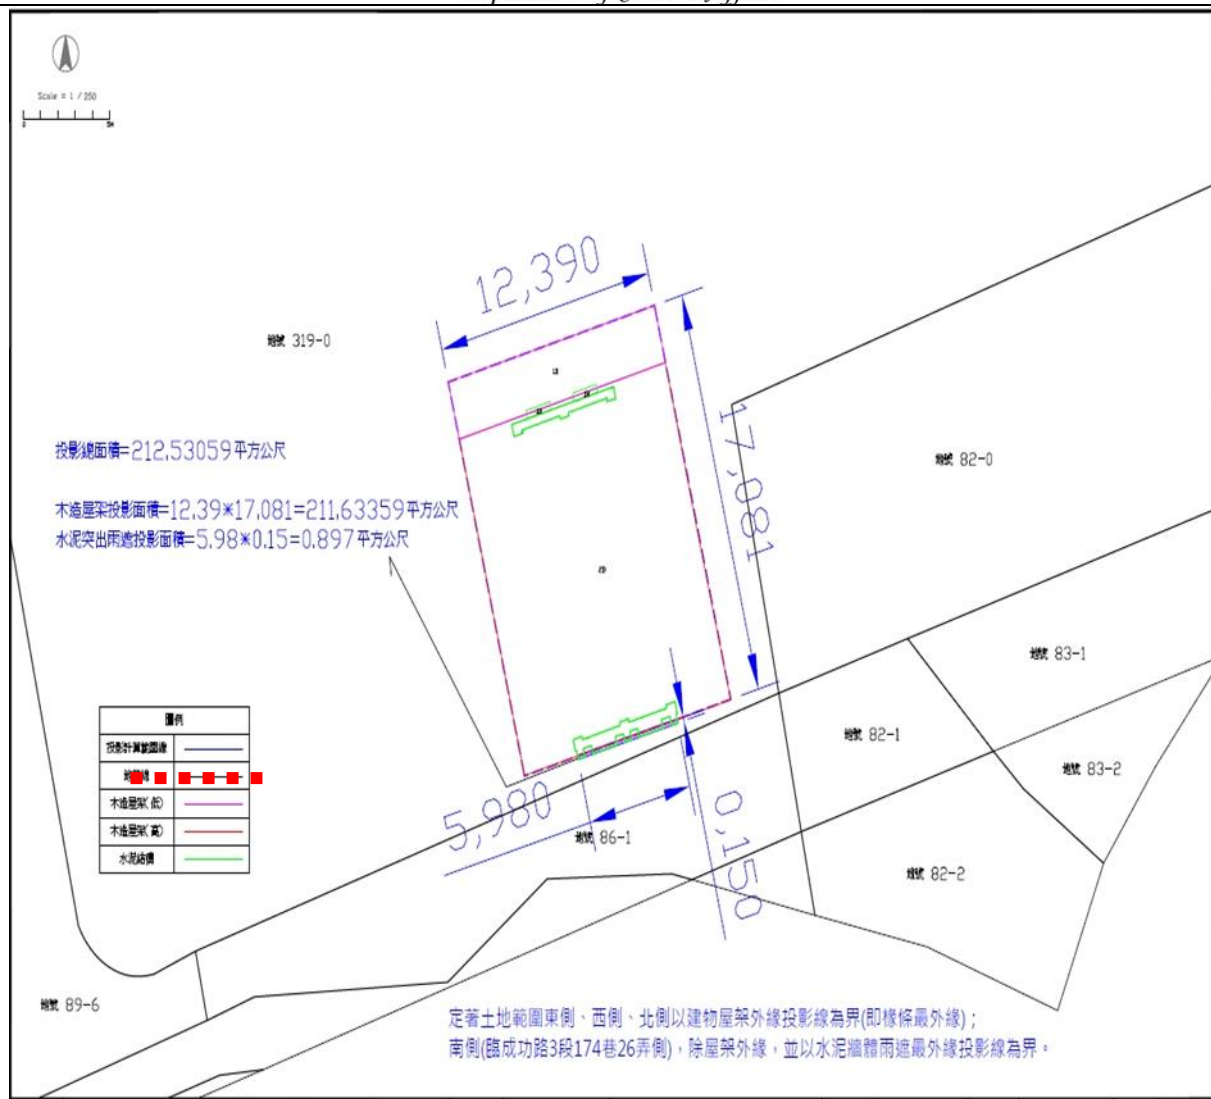 Scale = 1 / 250
0 5M
12,390
地號 319-0
17,081
地號 82-0
投影總面積=212.53059平方公尺
木造屋架投影面積=12.39*17.081=211.63359平方公尺
水泥突出雨遮投影面積=5.98*0.15=0.897平方公尺
地號 83-1
圖例
投影計算範圍線
木造屋架(低)
木造屋架(高)
水泥結構
地號 82-1
地號 83-2
5,980
0,150
地號 86-1
地號 82-2
地號 89-6
定著土地範圍東側、西側、北側以建物屋架外緣投影線為界(即椽條最外緣)；
南側(臨成功路3段174巷26弄側)，除屋架外緣，並以水泥牆體雨遮最外緣投影線為界。